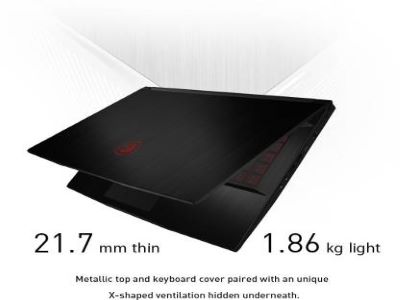 21.7 mm thin
1.86 kg light
Metallic top and keyboard cover paired with an unique
X-shaped ventilation hidden underneath.